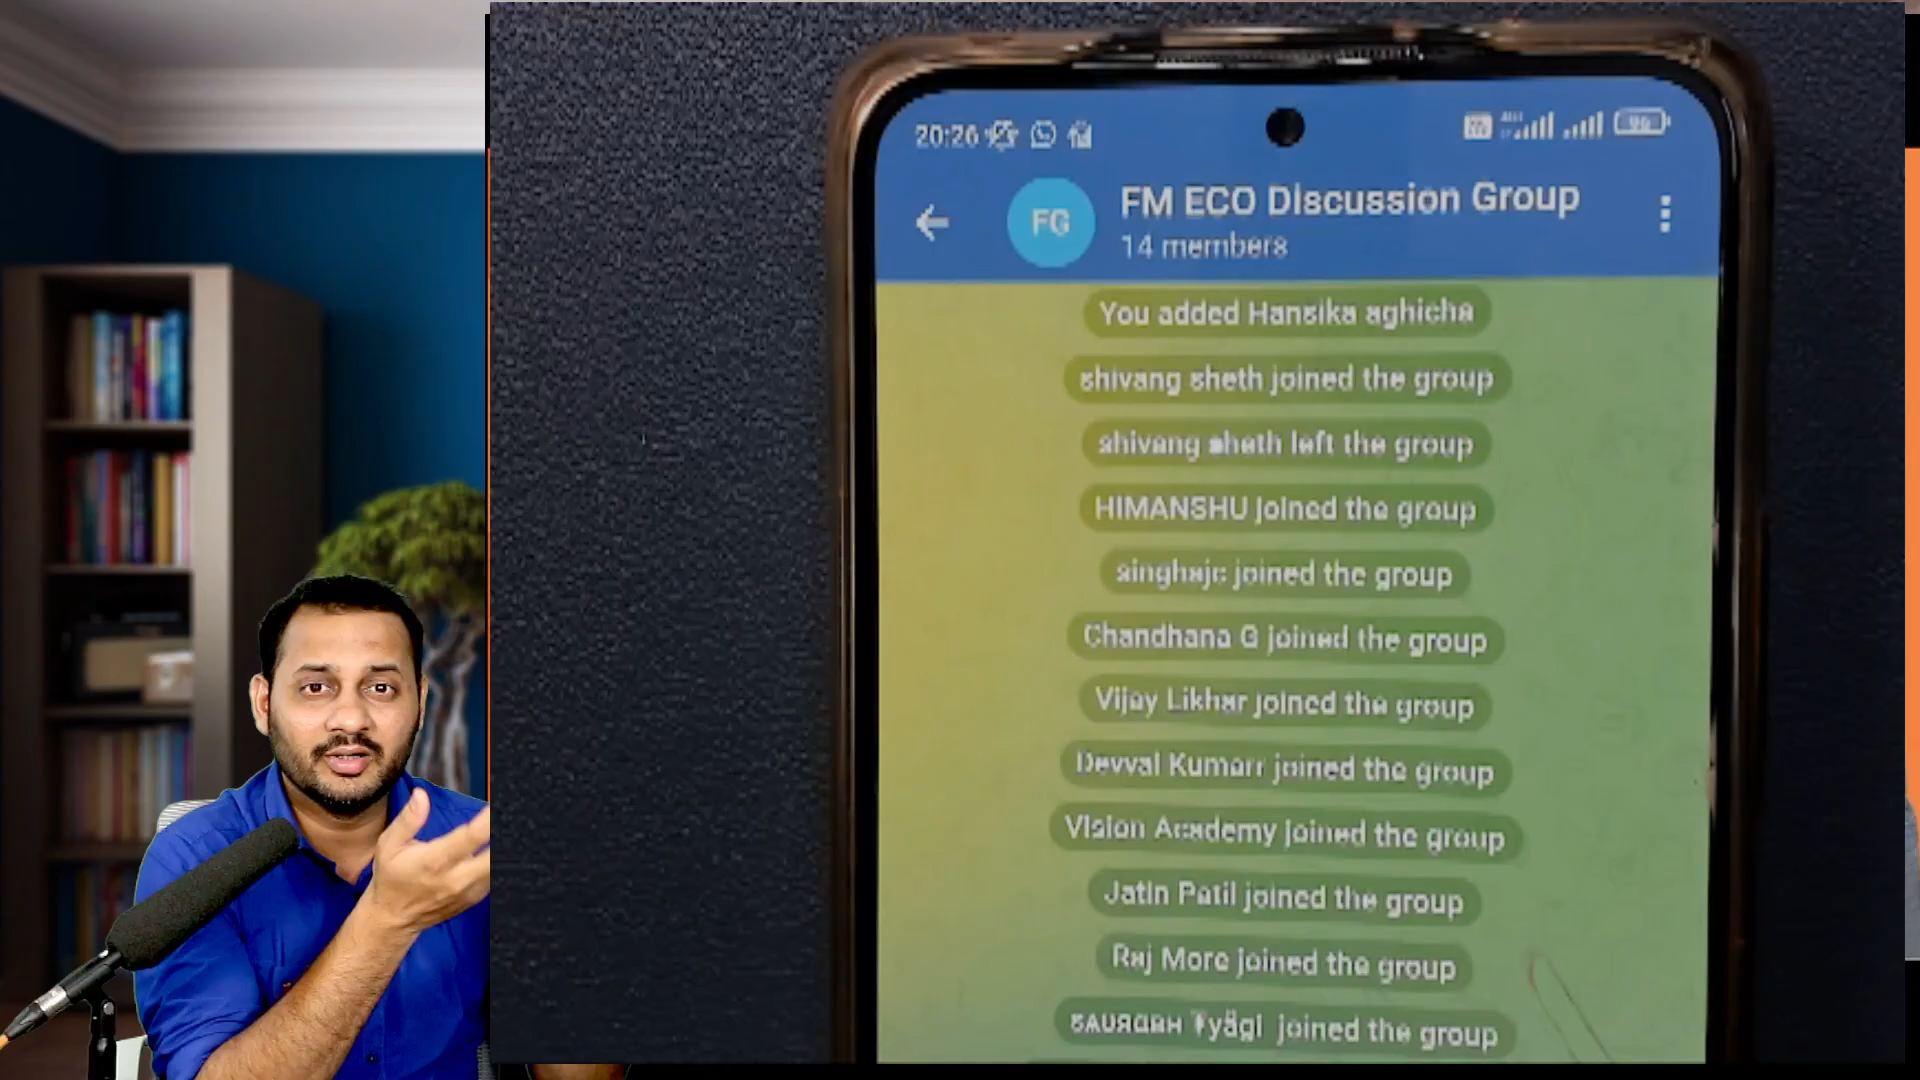 20:26
FG
FM ECO Discussion Group
14 members
You added Hansika aghicha
shivang sheth joined the group
shivang sheth left the group
HIMANSHU joined the group
singhajc joined the group
Chandhana G joined the group
Vijay Likhar joined the group
Devval Kumarr joined the group
Vision Academy joined the group
Jatin Patil joined the group
Raj More joined the group
joined the group